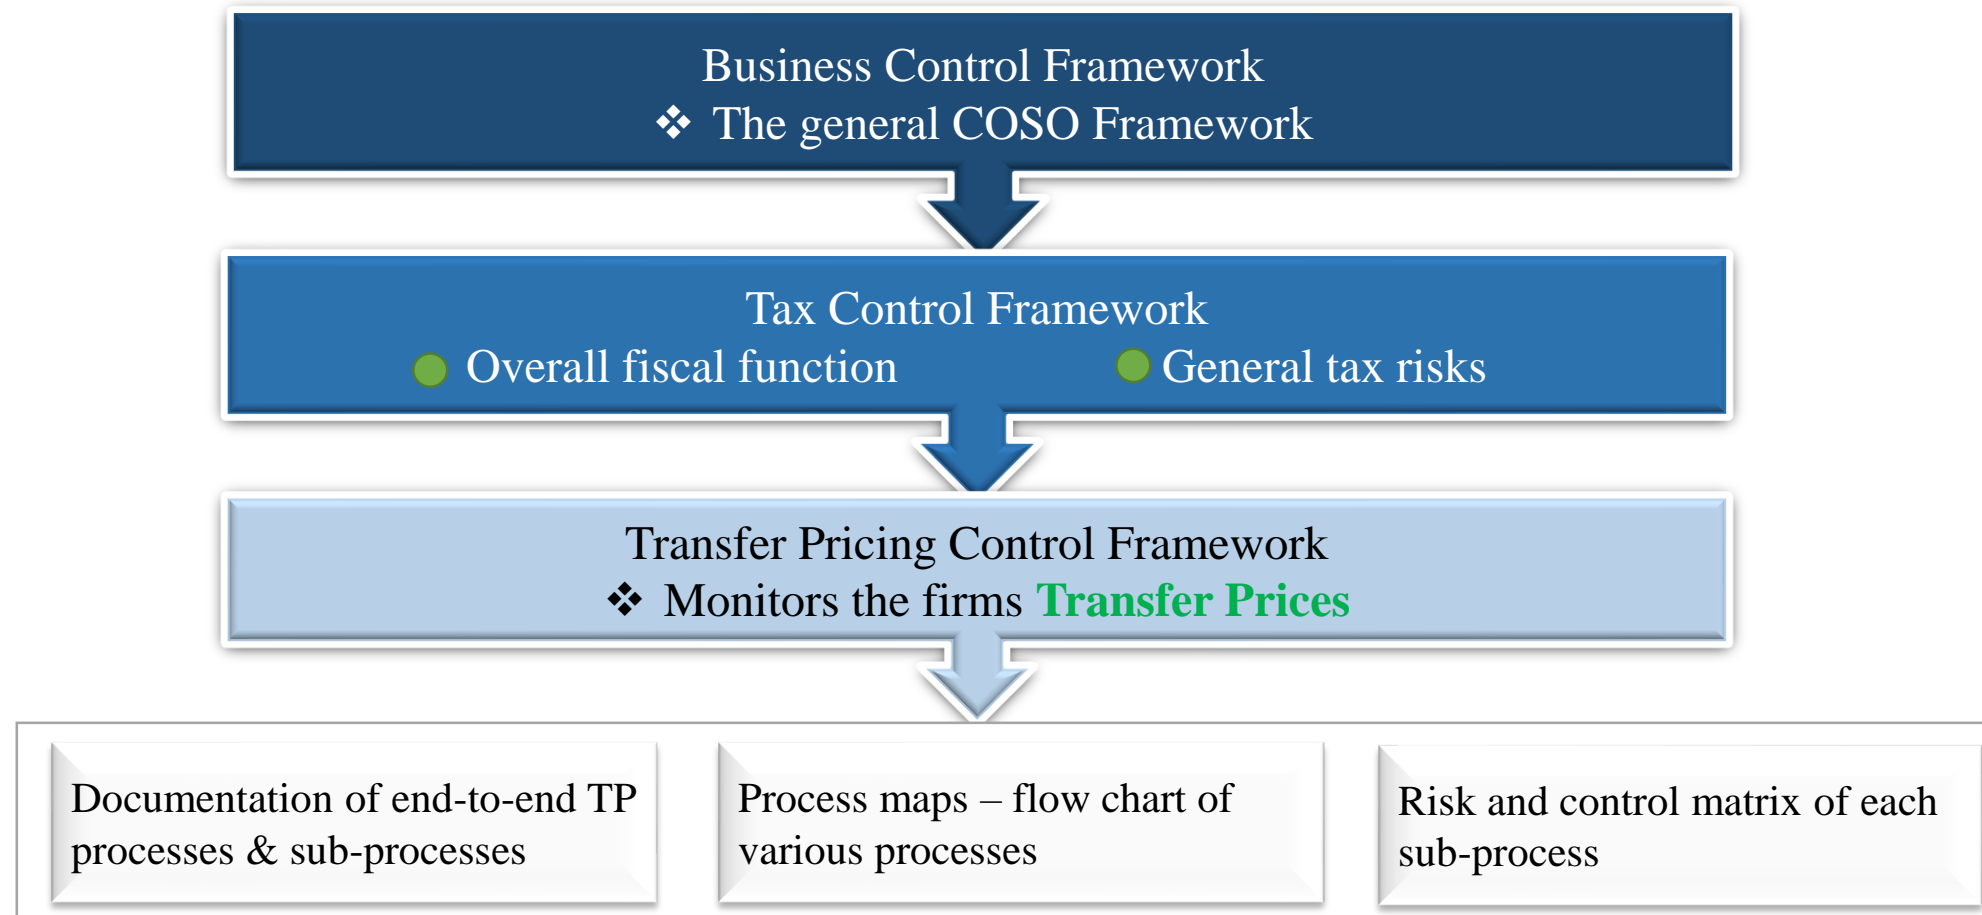 Business Control Framework
❖ The general COSO Framework
Tax Control Framework
Overall fiscal function
General tax risks
Transfer Pricing Control Framework
❖ Monitors the firms Transfer Prices
Documentation of end-to-end TP
processes & sub-processes
Process maps – flow chart of
various processes
Risk and control matrix of each
sub-process